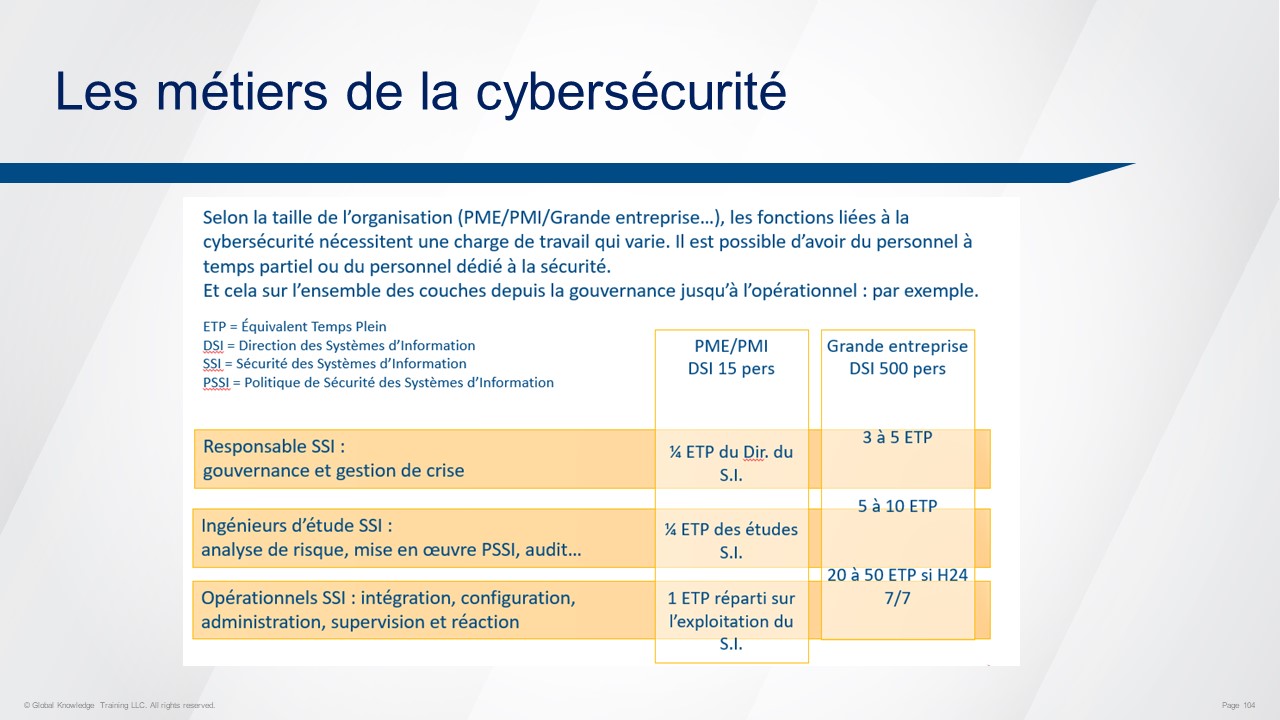 Les métiers de la cybersécurité
Selon la taille de l’organisation (PME/PMI/Grande entreprise…), les fonctions liées à la
cybersécurité nécessitent une charge de travail qui varie. Il est possible d’avoir du personnel à
temps partiel ou du personnel dédié à la sécurité.
Et cela sur l’ensemble des couches depuis la gouvernance jusqu’à l’opérationnel : par exemple.
ETP = Équivalent Temps Plein
DSI = Direction des Systèmes d’Information
SSI = Sécurité des Systèmes d’Information
PSSI = Politique de Sécurité des Systèmes d’Information
PME/PMI
DSI 15 pers
Grande entreprise
DSI 500 pers
Responsable SSI :
gouvernance et gestion de crise
¼ ETP du Dir. du
S.I.
3 à 5 ETP
Ingénieurs d’étude SSI :
analyse de risque, mise en œuvre PSSI, audit…
¼ ETP des études
S.I.
5 à 10 ETP
Opérationnels SSI : intégration, configuration,
administration, supervision et réaction
1 ETP réparti sur
l’exploitation du
S.I.
20 à 50 ETP si H24
7/7
© Global Knowledge Training LLC. All rights reserved.
Page 104